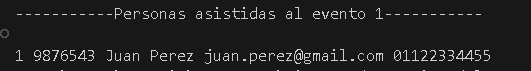 -----------Personas asistidas al evento 1-----------
1 9876543 Juan Perez juan.perez@gmail.com 01122334455